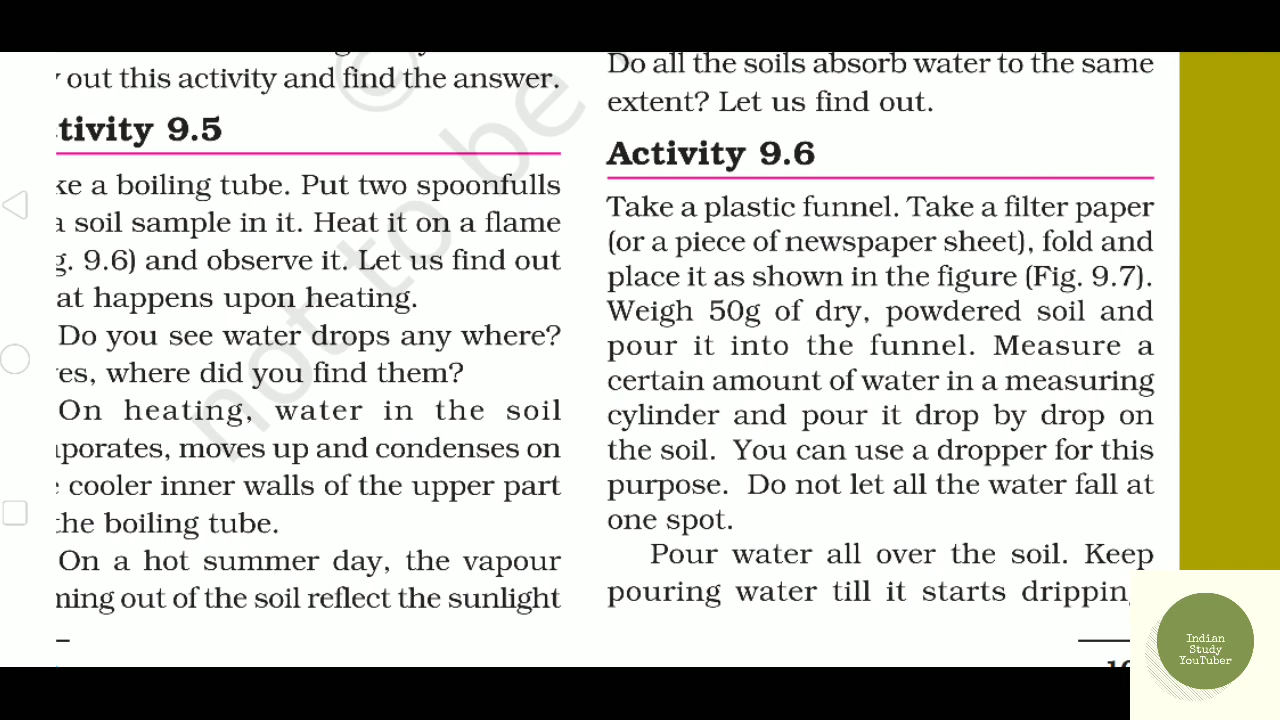 out this activity and find the answer.
tivity 9.5
ke a boiling tube. Put two spoonfulls
a soil sample in it. Heat it on a flame
g. 9.6) and observe it. Let us find out
at happens upon heating.
Do you see water drops any where?
es, where did you find them?
On heating, water in the soil
porates, moves up and condenses on
cooler inner walls of the upper part
the boiling tube.
On a hot summer day, the vapour
ming out of the soil reflect the sunlight
Do all the soils absorb water to the same
extent? Let us find out.
Activity 9.6
Take a plastic funnel. Take a filter paper
(or a piece of newspaper sheet), fold and
place it as shown in the figure (Fig. 9.7).
Weigh 50g of dry, powdered soil and
pour it into the funnel. Measure a
certain amount of water in a measuring
cylinder and pour it drop by drop on
the soil. You can use a dropper for this
purpose. Do not let all the water fall at
one spot.
Pour water all over the soil. Keep
pouring water till it starts drippin
© not to be
Indian
Study
YouTuber